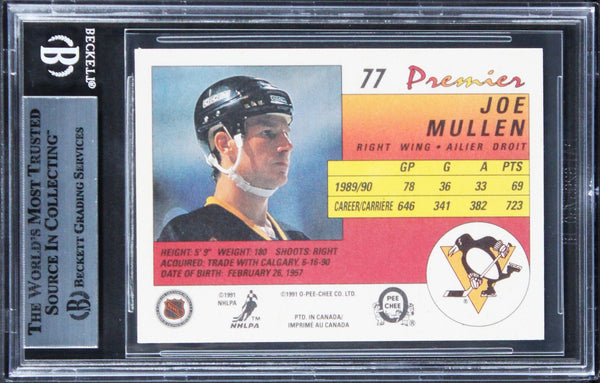 BECKETT®
B
THE WORLD'S MOST TRUSTED
SOURCE IN COLLECTING™
BECKETT GRADING SERVICES
B
77 Premier
JOE
MULLEN
RIGHT WING • AILIER DROIT
GP G A PTS
1989/90 78 36 33 69
CAREER/CARRIÈRE 646 341 382 723
HEIGHT: 5' 9" WEIGHT: 180 SHOOTS: RIGHT
ACQUIRED: TRADE WITH CALGARY, 6-16-90
DATE OF BIRTH: FEBRUARY 26, 1957
NHL
©1991
NHLPA
NHLPA™
©1991 O-PEE-CHEE CO. LTD.
PTD. IN CANADA/
IMPRIMÉ AU CANADA
O
PEE
CHEE